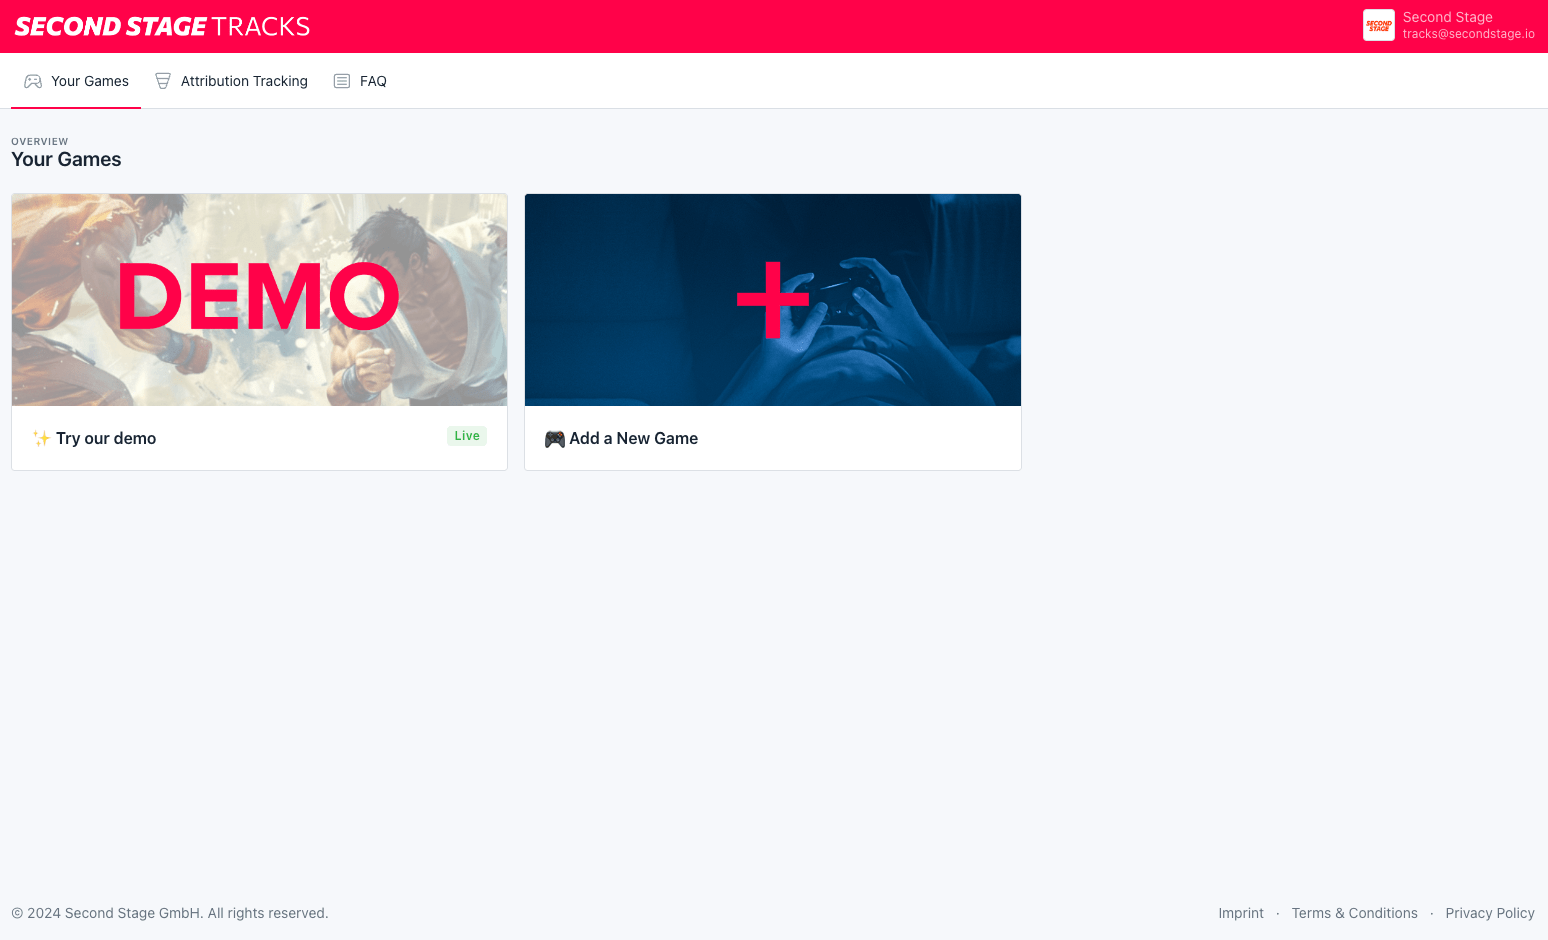 SECOND STAGE TRACKS
SECOND STAGE
Second Stage
tracks@secondstage.io
Your Games
Attribution Tracking
FAQ
OVERVIEW
Your Games
DEMO
+
✨ Try our demo
Live
🎮 Add a New Game
© 2024 Second Stage GmbH. All rights reserved.
Imprint · Terms & Conditions · Privacy Policy